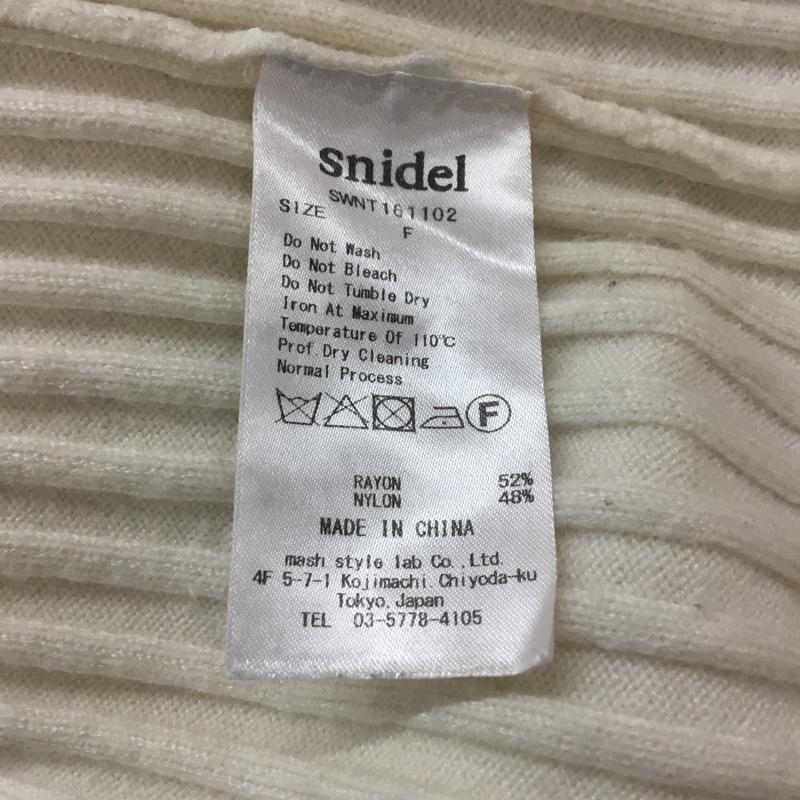 snidel
SWNT161102
SIZE F
Do Not Wash
Do Not Bleach
Do Not Tumble Dry
Iron At Maximum
Temperature Of 110℃
Prof.Dry Cleaning
Normal Process
F
RAYON 52%
NYLON 48%
MADE IN CHINA
mash style lab Co.,Ltd.
4F 5-7-1 Kojimachi.Chiyoda-ku
Tokyo.Japan
TEL 03-5778-4105